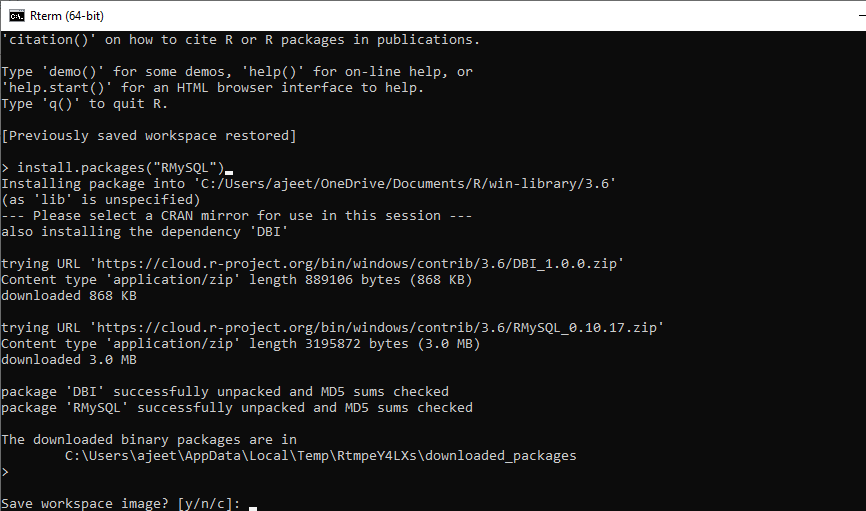 Rterm (64-bit)
'citation()' on how to cite R or R packages in publications.
Type 'demo()' for some demos, 'help()' for on-line help, or
'help.start()' for an HTML browser interface to help.
Type 'q()' to quit R.
[Previously saved workspace restored]
> install.packages("RMySQL")
Installing package into 'C:/Users/ajeet/OneDrive/Documents/R/win-library/3.6'
(as 'lib' is unspecified)
--- Please select a CRAN mirror for use in this session ---
also installing the dependency 'DBI'
trying URL 'https://cloud.r-project.org/bin/windows/contrib/3.6/DBI_1.0.0.zip'
Content type 'application/zip' length 889106 bytes (868 KB)
downloaded 868 KB
trying URL 'https://cloud.r-project.org/bin/windows/contrib/3.6/RMySQL_0.10.17.zip'
Content type 'application/zip' length 3195872 bytes (3.0 MB)
downloaded 3.0 MB
package 'DBI' successfully unpacked and MD5 sums checked
package 'RMySQL' successfully unpacked and MD5 sums checked
The downloaded binary packages are in
C:\Users\ajeet\AppData\Local\Temp\RtmpeY4LXs\downloaded_packages
>
Save workspace image? [y/n/c]: